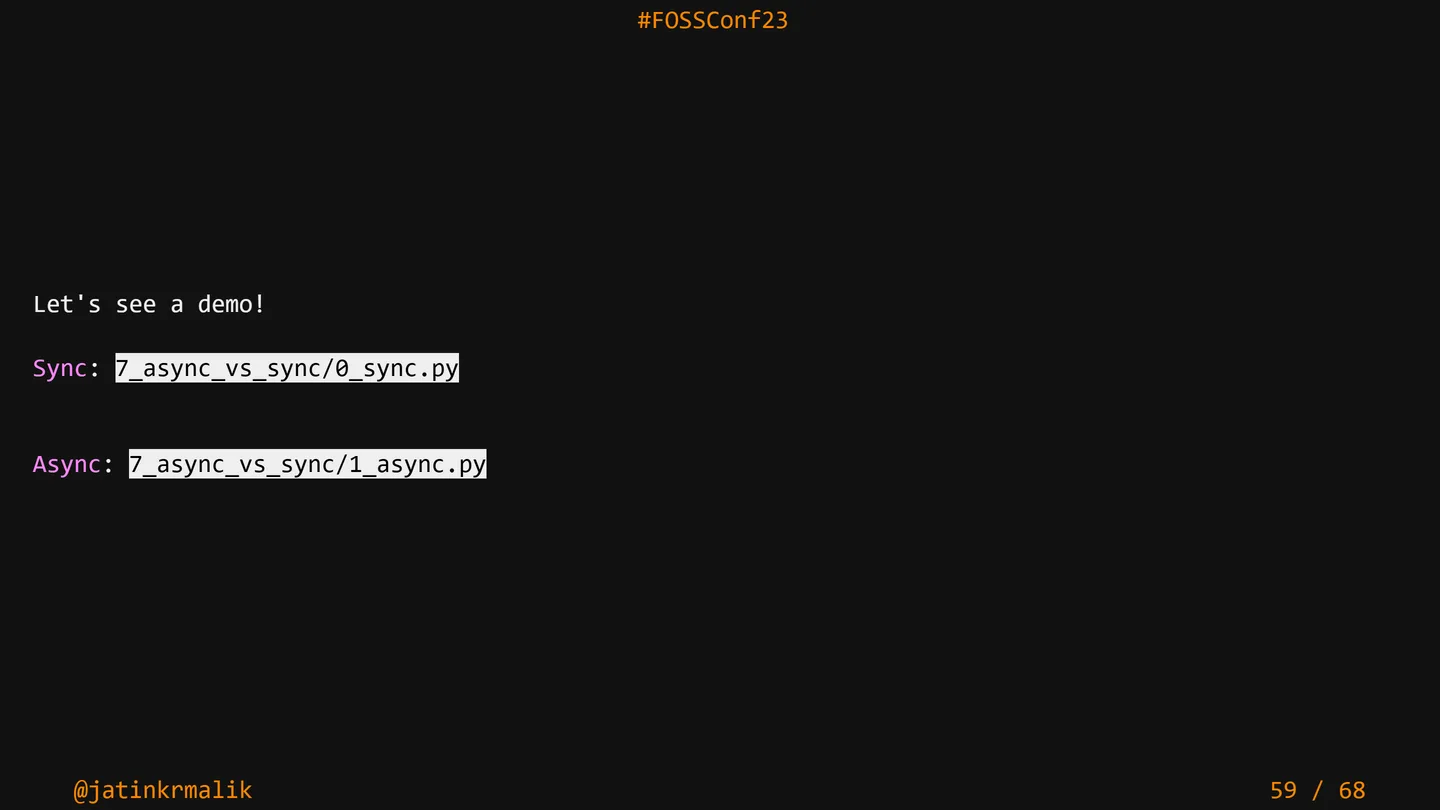 #FOSSConf23
Let's see a demo!
Sync: 7_async_vs_sync/0_sync.py
Async: 7_async_vs_sync/1_async.py
@jatinkrmalik
59 / 68